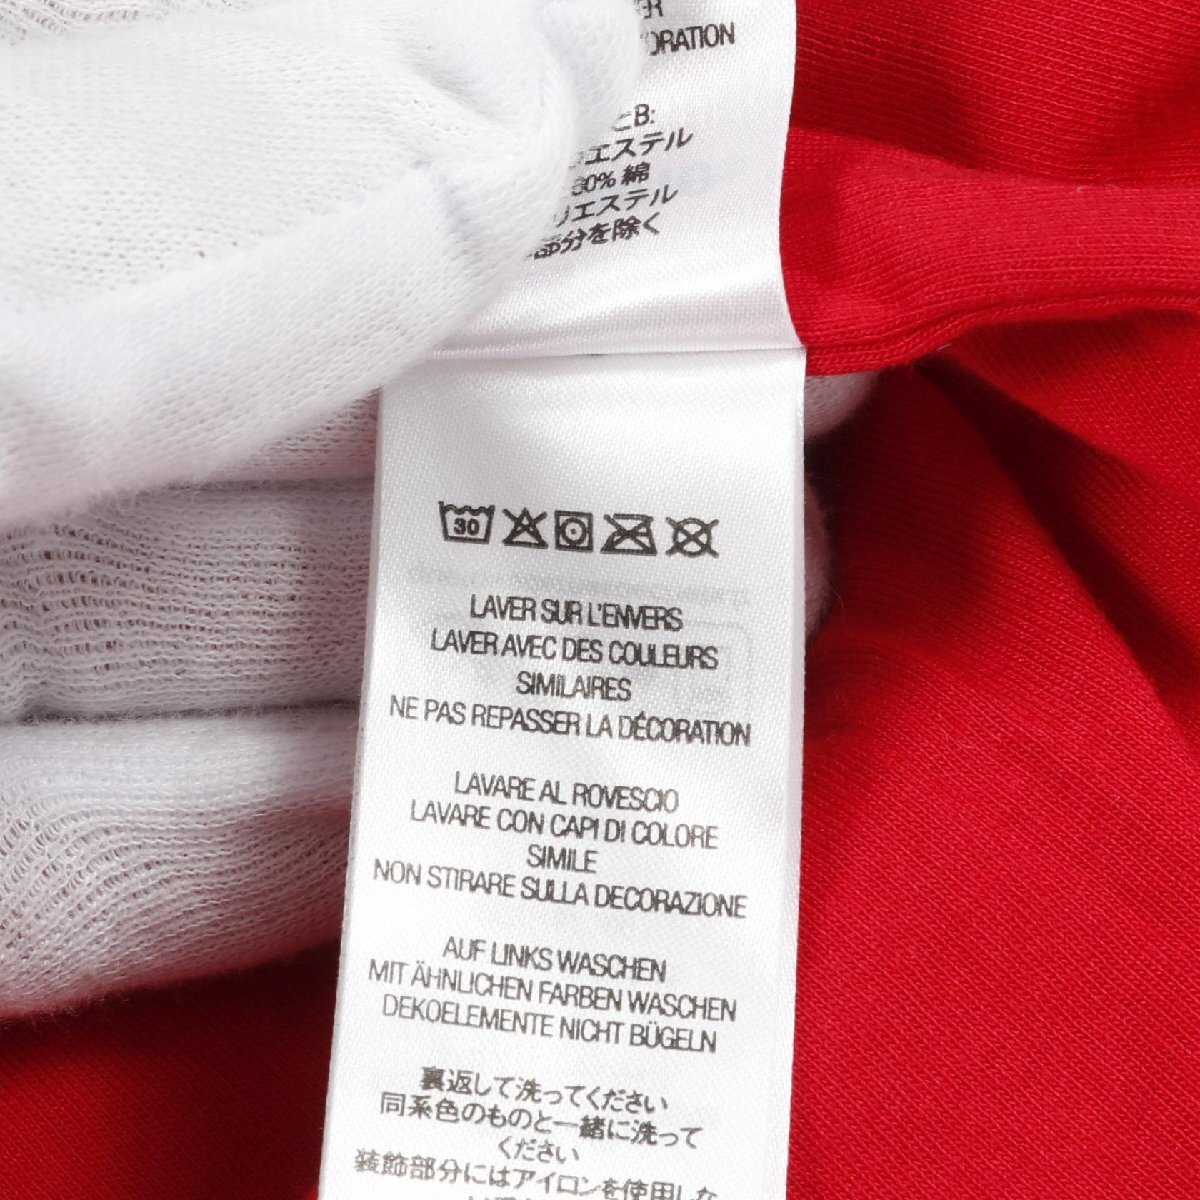 ER
ORATION
とB:
エステル
30% 綿
リエステル
部分を除く
30
LAVER SUR L'ENVERS
LAVER AVEC DES COULEURS
SIMILAIRES
NE PAS REPASSER LA DÉCORATION
LAVARE AL ROVESCIO
LAVARE CON CAPI DI COLORE
SIMILE
NON STIRARE SULLA DECORAZIONE
AUF LINKS WASCHEN
MIT ÄHNLICHEN FARBEN WASCHEN
DEKOELEMENTE NICHT BÜGELN
裏返して洗ってください
同系色のものと一緒に洗って
ください
装飾部分にはアイロンを使用しな